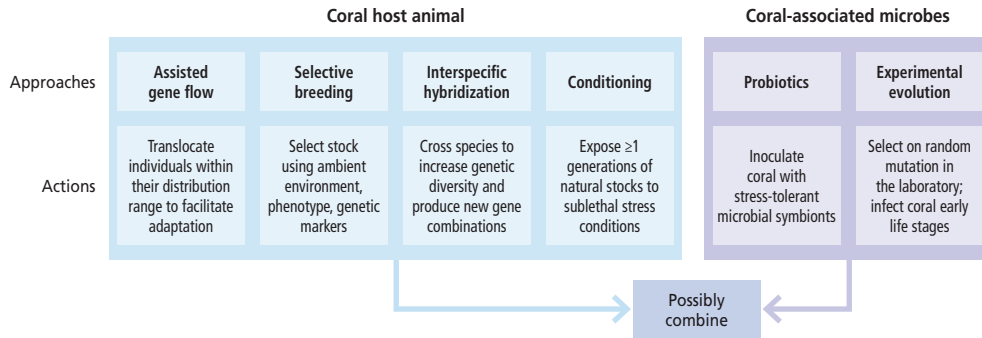 Coral host animal
Coral-associated microbes
Approaches
Assisted
gene flow
Selective
breeding
Interspecific
hybridization
Conditioning
Probiotics
Experimental
evolution
Actions
Translocate
individuals within
their distribution
range to facilitate
adaptation
Select stock
using ambient
environment,
phenotype, genetic
markers
Cross species to
increase genetic
diversity and
produce new gene
combinations
Expose ≥1
generations of
natural stocks to
sublethal stress
conditions
Inoculate
coral with
stress-tolerant
microbial symbionts
Select on random
mutation in
the laboratory;
infect coral early
life stages
Possibly
combine